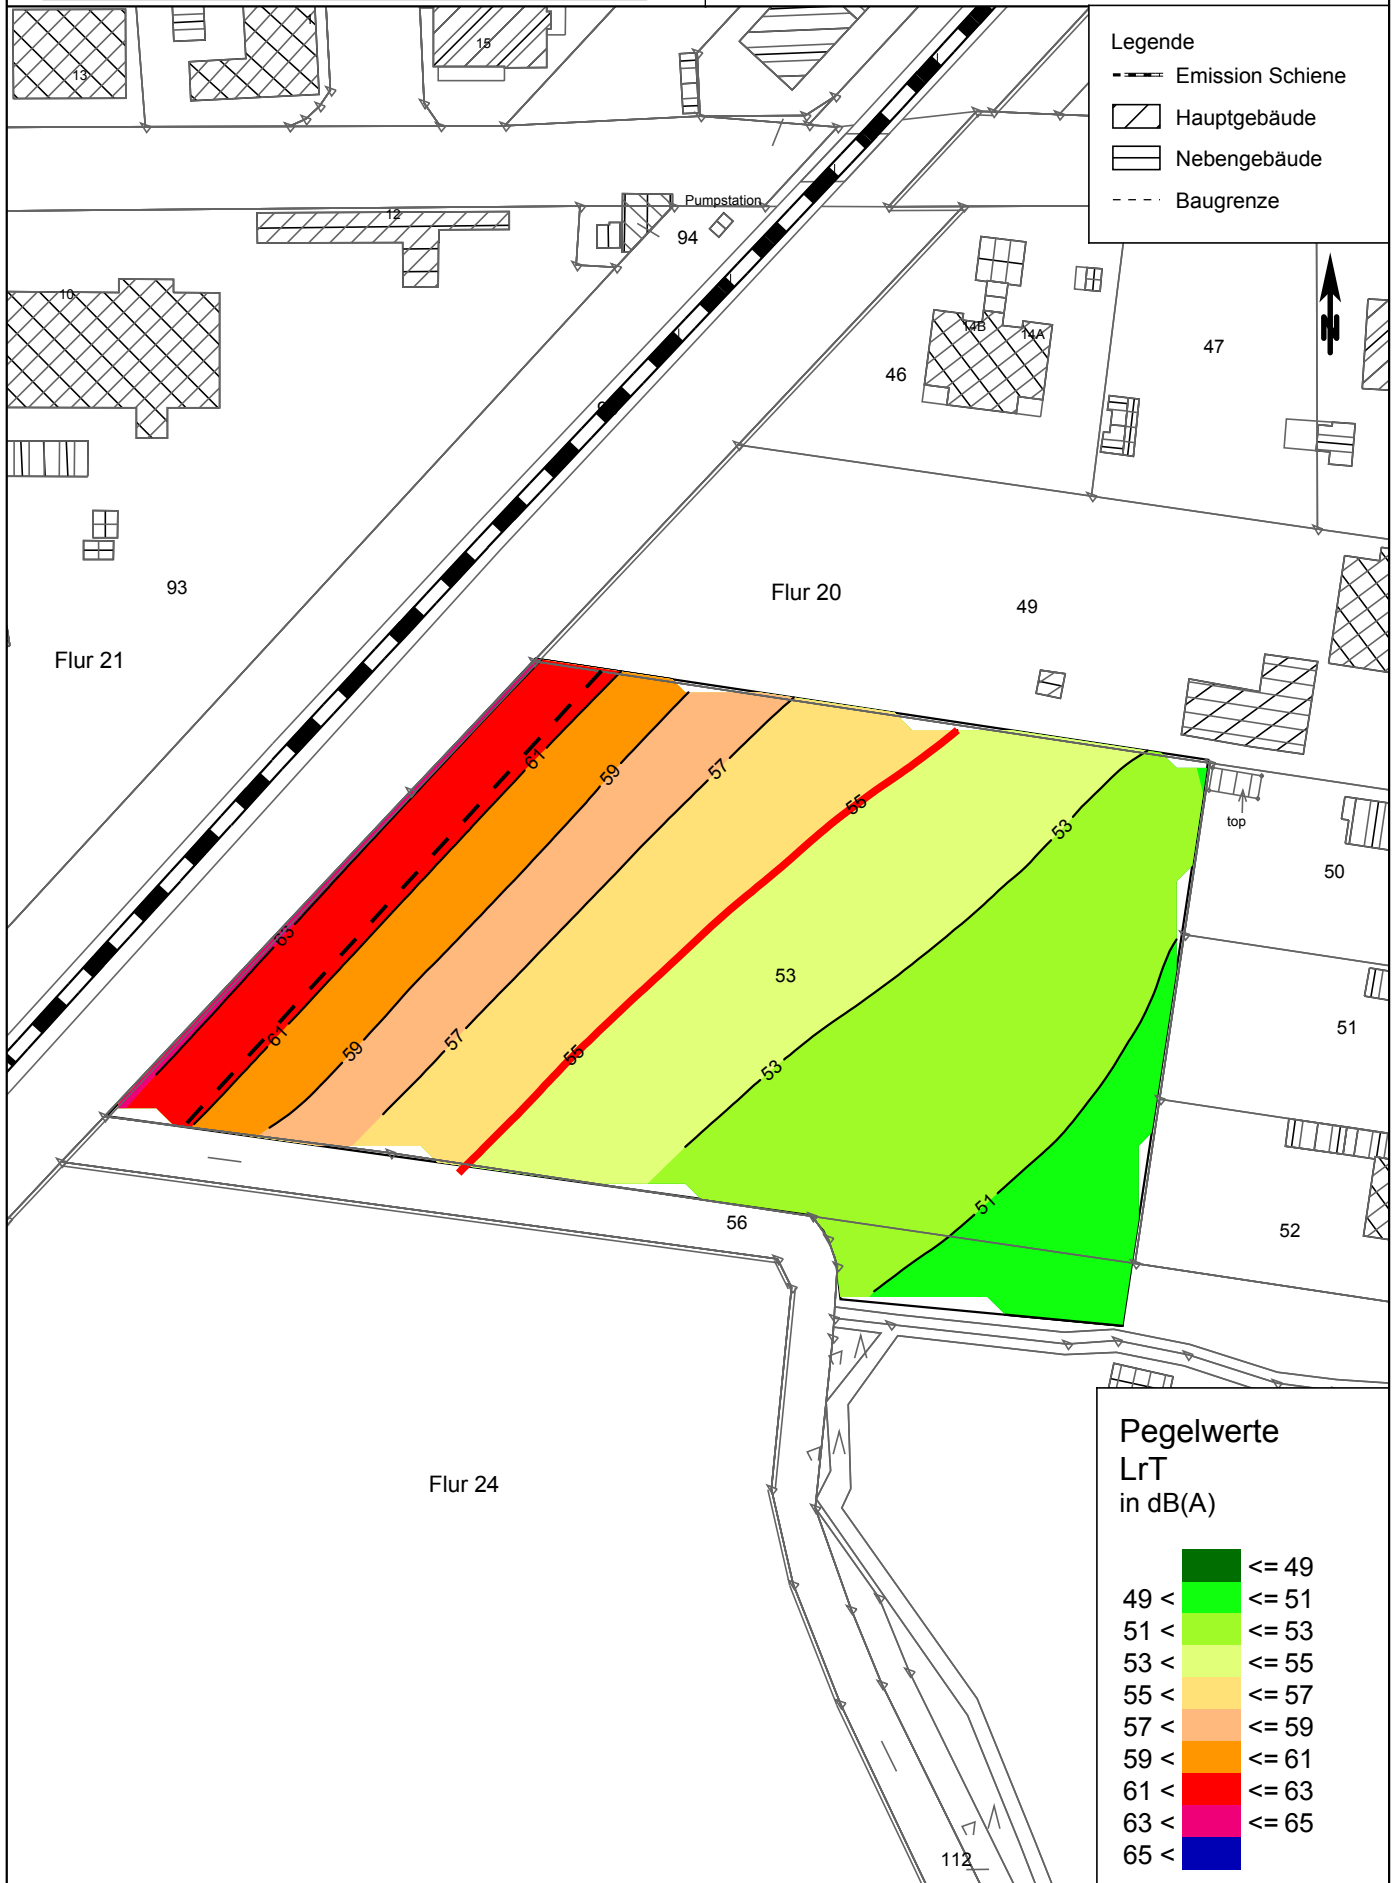 Legende
Emission Schiene
Hauptgebäude
Nebengebäude
Baugrenze
13
15
12
Pumpstation
94
10
14B
14A
46
47
N
93
Flur 20
49
Flur 21
61
59
57
55
53
top
50
63
53
51
61
59
57
55
53
51
56
52
Flur 24
112
Pegelwerte
LrT
in dB(A)
<= 49
49 < <= 51
51 < <= 53
53 < <= 55
55 < <= 57
57 < <= 59
59 < <= 61
61 < <= 63
63 < <= 65
65 <